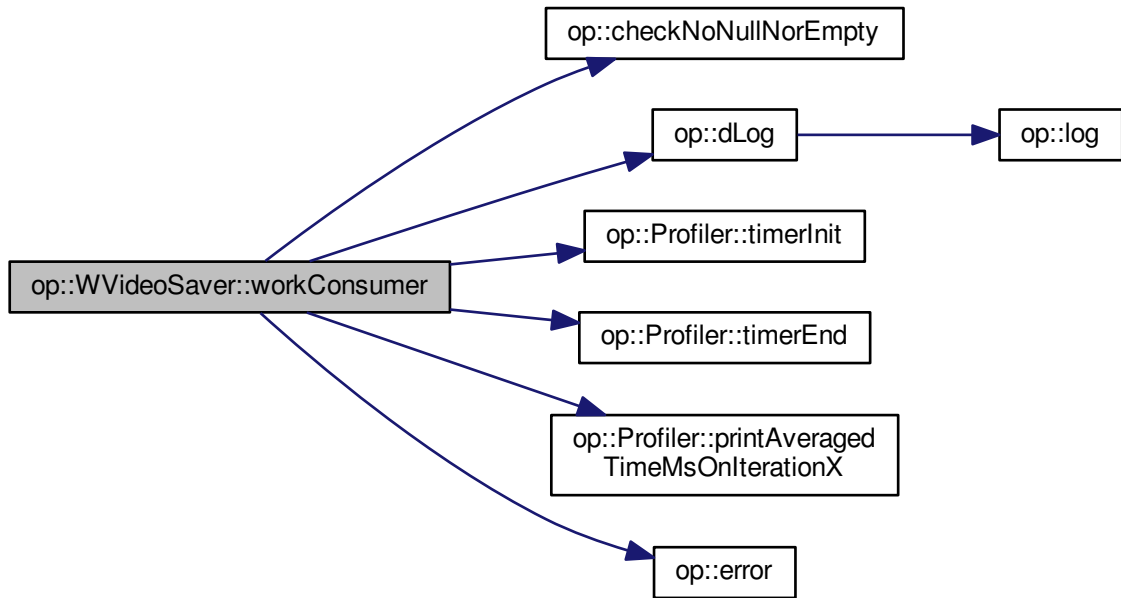 op::checkNoNullNorEmpty
op::dLog
op::log
op::Profiler::timerInit
op::WVideoSaver::workConsumer
op::Profiler::timerEnd
op::Profiler::printAveraged
TimeMsOnIterationX
op::error